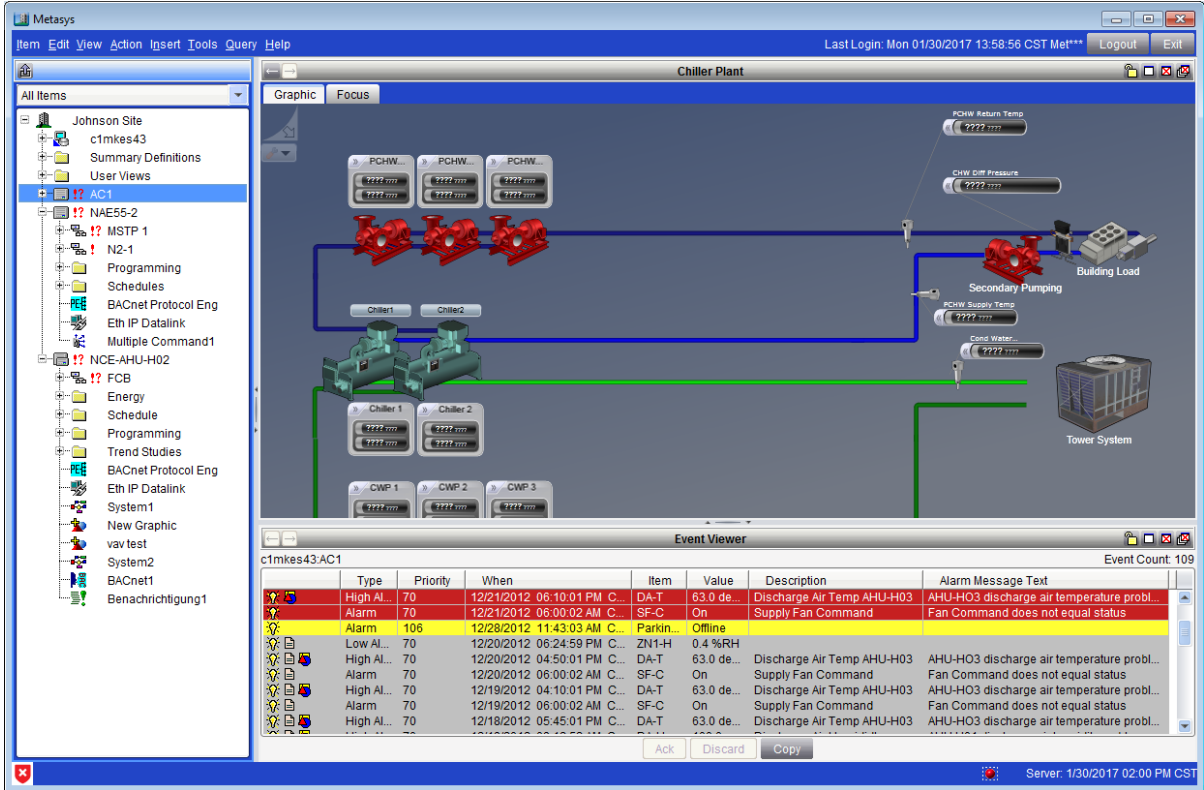 Metasys
Item Edit View Action Insert Tools Query Help
Last Login: Mon 01/30/2017 13:58:56 CST Met***
Logout
Exit
All Items
Johnson Site
c1mkes43
Summary Definitions
User Views
!? AC1
!? NAE55-2
!? MSTP 1
! N2-1
Programming
Schedules
BACnet Protocol Eng
Eth IP Datalink
Multiple Command1
!? NCE-AHU-H02
!? FCB
Energy
Schedule
Programming
Trend Studies
BACnet Protocol Eng
Eth IP Datalink
System1
New Graphic
vav test
System2
BACnet1
Benachrichtigung1
Chiller Plant
Graphic Focus
PCHW Return Temp
???? ????
CHW Diff Pressure
???? ????
PCHW... PCHW... PCHW...
???? ???? ???? ???? ???? ????
???? ???? ???? ???? ???? ????
Building Load
Secondary Pumping
PCHW Supply Temp
???? ????
Chiller1 Chiller2
Cond Water...
???? ????
Chiller 1 Chiller 2
???? ???? ???? ????
???? ???? ???? ????
Tower System
CWP 1 CWP 2 CWP 3
???? ???? ???? ???? ???? ????
Event Viewer
c1mkes43:AC1
Event Count: 109
Type Priority When Item Value Description Alarm Message Text
High Al... 70 12/21/2012 06:10:01 PM C... DA-T 63.0 de... Discharge Air Temp AHU-H03 AHU-HO3 discharge air temperature probl...
Alarm 70 12/21/2012 06:00:02 AM C... SF-C On Supply Fan Command Fan Command does not equal status
Alarm 106 12/28/2012 11:43:03 AM C... Parkin... Offline
Low Al... 70 12/20/2012 06:24:59 PM C... ZN1-H 0.4 %RH
High Al... 70 12/20/2012 04:50:01 PM C... DA-T 63.0 de... Discharge Air Temp AHU-H03 AHU-HO3 discharge air temperature probl...
Alarm 70 12/20/2012 06:00:02 AM C... SF-C On Supply Fan Command Fan Command does not equal status
High Al... 70 12/19/2012 04:10:01 PM C... DA-T 63.0 de... Discharge Air Temp AHU-H03 AHU-HO3 discharge air temperature probl...
Alarm 70 12/19/2012 06:00:02 AM C... SF-C On Supply Fan Command Fan Command does not equal status
High Al... 70 12/18/2012 05:45:01 PM C... DA-T 63.0 de... Discharge Air Temp AHU-H03 AHU-HO3 discharge air temperature probl...
Ack Discard Copy
Server: 1/30/2017 02:00 PM CST